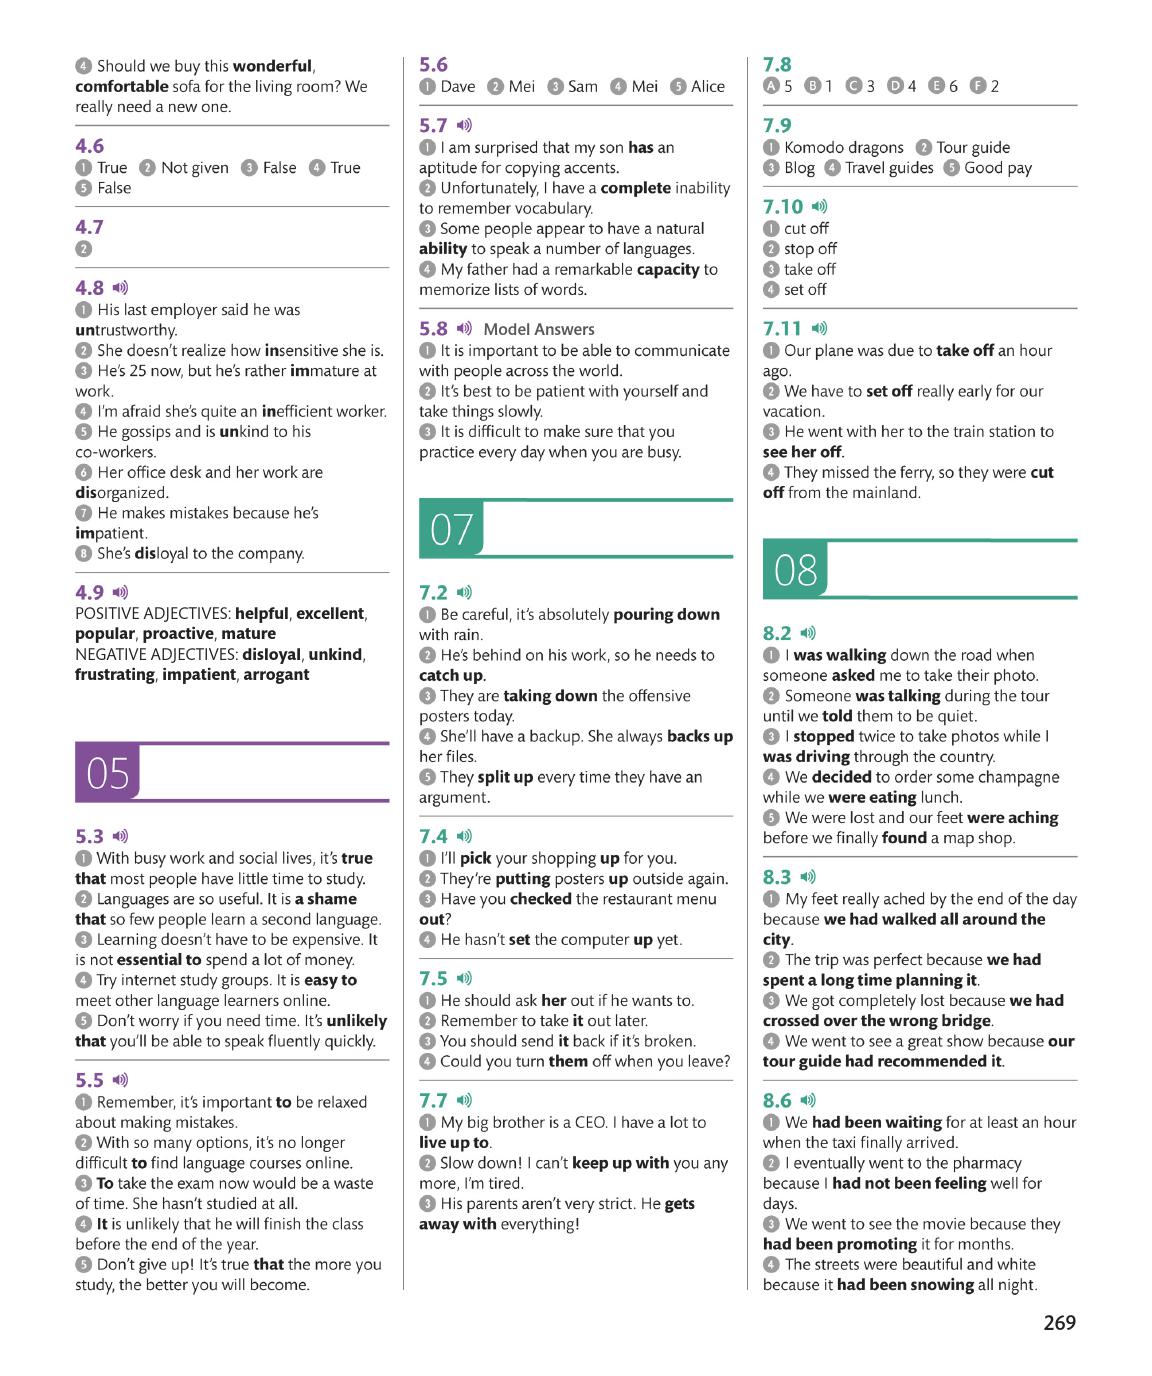 4 Should we buy this wonderful,
comfortable sofa for the living room? We
really need a new one.
4.6
1 True 2 Not given 3 False 4 True
5 False
4.7
2
4.8
1 His last employer said he was
untrustworthy.
2 She doesn’t realize how insensitive she is.
3 He’s 25 now, but he’s rather immature at
work.
4 I’m afraid she’s quite an inefficient worker.
5 He gossips and is unkind to his
co-workers.
6 Her office desk and her work are
disorganized.
7 He makes mistakes because he’s
impatient.
8 She’s disloyal to the company.
4.9
POSITIVE ADJECTIVES: helpful, excellent,
popular, proactive, mature
NEGATIVE ADJECTIVES: disloyal, unkind,
frustrating, impatient, arrogant
05
5.3
1 With busy work and social lives, it’s true
that most people have little time to study.
2 Languages are so useful. It is a shame
that so few people learn a second language.
3 Learning doesn’t have to be expensive. It
is not essential to spend a lot of money.
4 Try internet study groups. It is easy to
meet other language learners online.
5 Don’t worry if you need time. It’s unlikely
that you’ll be able to speak fluently quickly.
5.5
1 Remember, it’s important to be relaxed
about making mistakes.
2 With so many options, it’s no longer
difficult to find language courses online.
3 To take the exam now would be a waste
of time. She hasn’t studied at all.
4 It is unlikely that he will finish the class
before the end of the year.
5 Don’t give up! It’s true that the more you
study, the better you will become.
5.6
1 Dave 2 Mei 3 Sam 4 Mei 5 Alice
5.7
1 I am surprised that my son has an
aptitude for copying accents.
2 Unfortunately, I have a complete inability
to remember vocabulary.
3 Some people appear to have a natural
ability to speak a number of languages.
4 My father had a remarkable capacity to
memorize lists of words.
5.8 Model Answers
1 It is important to be able to communicate
with people across the world.
2 It’s best to be patient with yourself and
take things slowly.
3 It is difficult to make sure that you
practice every day when you are busy.
07
7.2
1 Be careful, it’s absolutely pouring down
with rain.
2 He’s behind on his work, so he needs to
catch up.
3 They are taking down the offensive
posters today.
4 She’ll have a backup. She always backs up
her files.
5 They split up every time they have an
argument.
7.4
1 I’ll pick your shopping up for you.
2 They’re putting posters up outside again.
3 Have you checked the restaurant menu
out?
4 He hasn’t set the computer up yet.
7.5
1 He should ask her out if he wants to.
2 Remember to take it out later.
3 You should send it back if it’s broken.
4 Could you turn them off when you leave?
7.7
1 My big brother is a CEO. I have a lot to
live up to.
2 Slow down! I can’t keep up with you any
more, I’m tired.
3 His parents aren’t very strict. He gets
away with everything!
7.8
A 5 B 1 C 3 D 4 E 6 F 2
7.9
1 Komodo dragons 2 Tour guide
3 Blog 4 Travel guides 5 Good pay
7.10
1 cut off
2 stop off
3 take off
4 set off
7.11
1 Our plane was due to take off an hour
ago.
2 We have to set off really early for our
vacation.
3 He went with her to the train station to
see her off.
4 They missed the ferry, so they were cut
off from the mainland.
08
8.2
1 I was walking down the road when
someone asked me to take their photo.
2 Someone was talking during the tour
until we told them to be quiet.
3 I stopped twice to take photos while I
was driving through the country.
4 We decided to order some champagne
while we were eating lunch.
5 We were lost and our feet were aching
before we finally found a map shop.
8.3
1 My feet really ached by the end of the day
because we had walked all around the
city.
2 The trip was perfect because we had
spent a long time planning it.
3 We got completely lost because we had
crossed over the wrong bridge.
4 We went to see a great show because our
tour guide had recommended it.
8.6
1 We had been waiting for at least an hour
when the taxi finally arrived.
2 I eventually went to the pharmacy
because I had not been feeling well for
days.
3 We went to see the movie because they
had been promoting it for months.
4 The streets were beautiful and white
because it had been snowing all night.
269